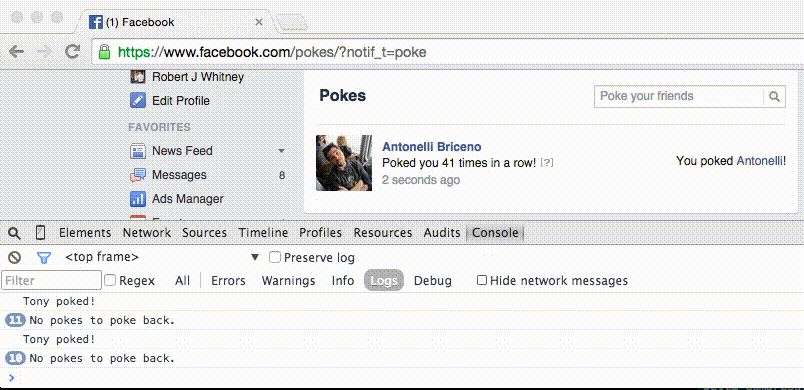 (1) Facebook
https://www.facebook.com/pokes/?notif_t=poke
Robert J Whitney
Edit Profile
FAVORITES
News Feed
Messages 8
Ads Manager
Pokes
Poke your friends
Antonelli Briceno
Poked you 41 times in a row! [?]
2 seconds ago
You poked Antonelli!
Elements Network Sources Timeline Profiles Resources Audits Console
<top frame> Preserve log
Filter Regex All Errors Warnings Info Logs Debug Hide network messages
Tony poked!
11 No pokes to poke back.
Tony poked!
10 No pokes to poke back.